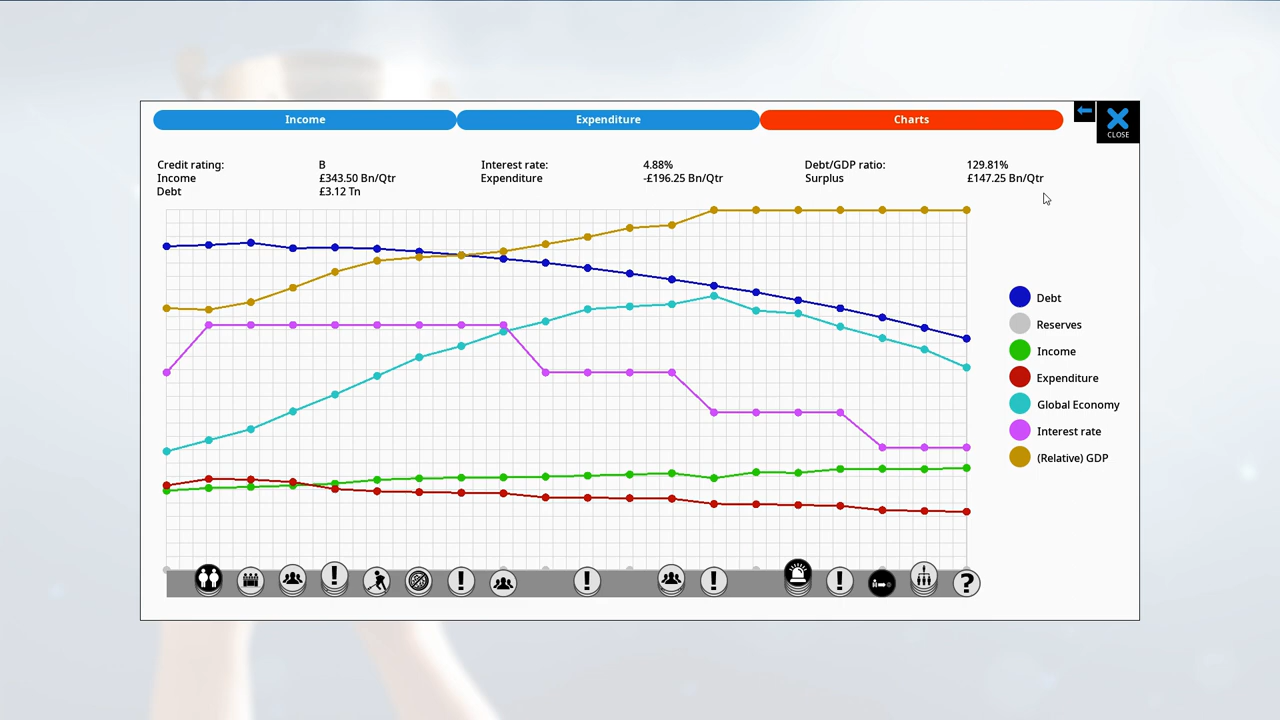 Income Expenditure Charts
CLOSE
Credit rating: B Interest rate: 4.88% Debt/GDP ratio: 129.81%
Income £343.50 Bn/Qtr Expenditure -£196.25 Bn/Qtr Surplus £147.25 Bn/Qtr
Debt £3.12 Tn
Debt
Reserves
Income
Expenditure
Global Economy
Interest rate
(Relative) GDP
! ! ! ! ! ?